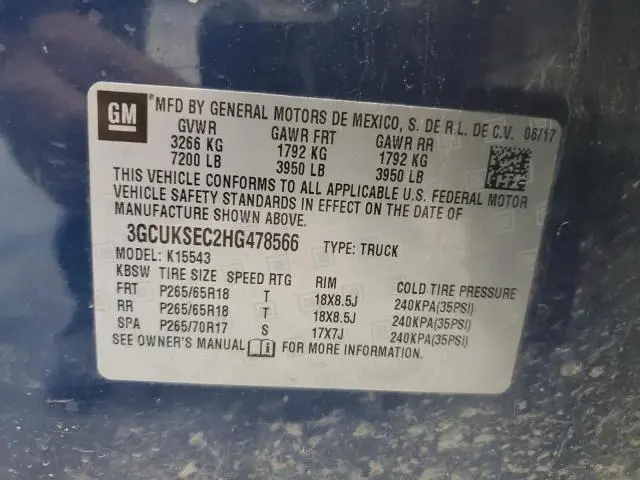 GM ®MFD BY GENERAL MOTORS DE MEXICO, S. DE R.L. DE C.V. 06/17
GVWR GAWR FRT GAWR RR
3266 KG 1792 KG 1792 KG
7200 LB 3950 LB 3950 LB
THIS VEHICLE CONFORMS TO ALL APPLICABLE U.S. FEDERAL MOTOR
VEHICLE SAFETY STANDARDS IN EFFECT ON THE DATE OF
MANUFACTURE SHOWN ABOVE.
3GCUKSEC2HG478566 TYPE: TRUCK
MODEL: K15543
KBSW TIRE SIZE SPEED RTG RIM COLD TIRE PRESSURE
FRT P265/65R18 T 18X8.5J 240KPA(35PSI)
RR P265/65R18 T 18X8.5J 240KPA(35PSI)
SPA P265/70R17 S 17X7J 240KPA(35PSI)
SEE OWNER'S MANUAL FOR MORE INFORMATION.